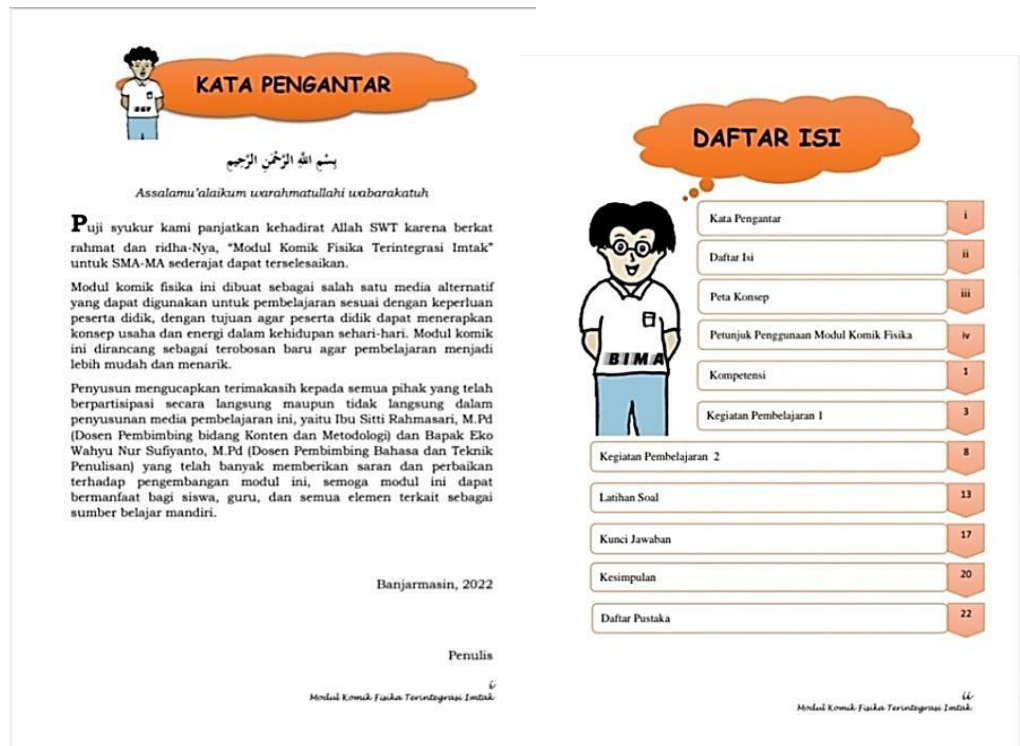 KATA PENGANTAR
بِسْمِ اللَّهِ الرَّحْمَنِ الرَّحِيمِ
Assalamu'alaikum warahmatullahi wabarakatuh
Puji syukur kami panjatkan kehadirat Allah SWT karena berkat
rahmat dan ridha-Nya, “Modul Komik Fisika Terintegrasi Imtak”
untuk SMA-MA sederajat dapat terselesaikan.
Modul komik fisika ini dibuat sebagai salah satu media alternatif
yang dapat digunakan untuk pembelajaran sesuai dengan keperluan
peserta didik, dengan tujuan agar peserta didik dapat menerapkan
konsep usaha dan energi dalam kehidupan sehari-hari. Modul komik
ini dirancang sebagai terobosan baru agar pembelajaran menjadi
lebih mudah dan menarik.
Penyusun mengucapkan terimakasih kepada semua pihak yang telah
berpartisipasi secara langsung maupun tidak langsung dalam
penyusunan media pembelajaran ini, yaitu Ibu Sitti Rahmasari, M.Pd
(Dosen Pembimbing bidang Konten dan Metodologi) dan Bapak Eko
Wahyu Nur Sufiyanto, M.Pd (Dosen Pembimbing Bahasa dan Teknik
Penulisan) yang telah banyak memberikan saran dan perbaikan
terhadap pengembangan modul ini, semoga modul ini dapat
bermanfaat bagi siswa, guru, dan semua elemen terkait sebagai
sumber belajar mandiri.
Banjarmasin, 2022
Penulis
i
Modul Komik Fisika Terintegrasi Imtak
DAFTAR ISI
Kata Pengantar i
Daftar Isi ii
Peta Konsep iii
Petunjuk Penggunaan Modul Komik Fisika iv
BIMA
Kompetensi 1
Kegiatan Pembelajaran 1 3
Kegiatan Pembelajaran 2 8
Latihan Soal 13
Kunci Jawaban 17
Kesimpulan 20
Daftar Pustaka 22
ii
Modul Komik Fisika Terintegrasi Imtak